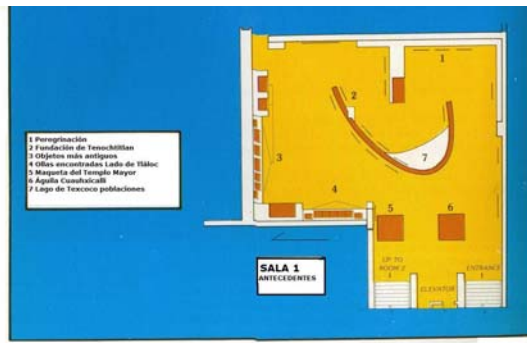 1 Peregrinación
2 Fundación de Tenochtitlan
3 Objetos más antiguos
4 Ollas encontradas Lado de Tláloc
5 Maqueta del Templo Mayor
6 Águila Cuauhxicalli
7 Lago de Texcoco poblaciones
1
2
3
4
5
6
7
UP TO
ROOM 2
ELEVATOR
ENTRANCE
SALA 1
ANTECEDENTES